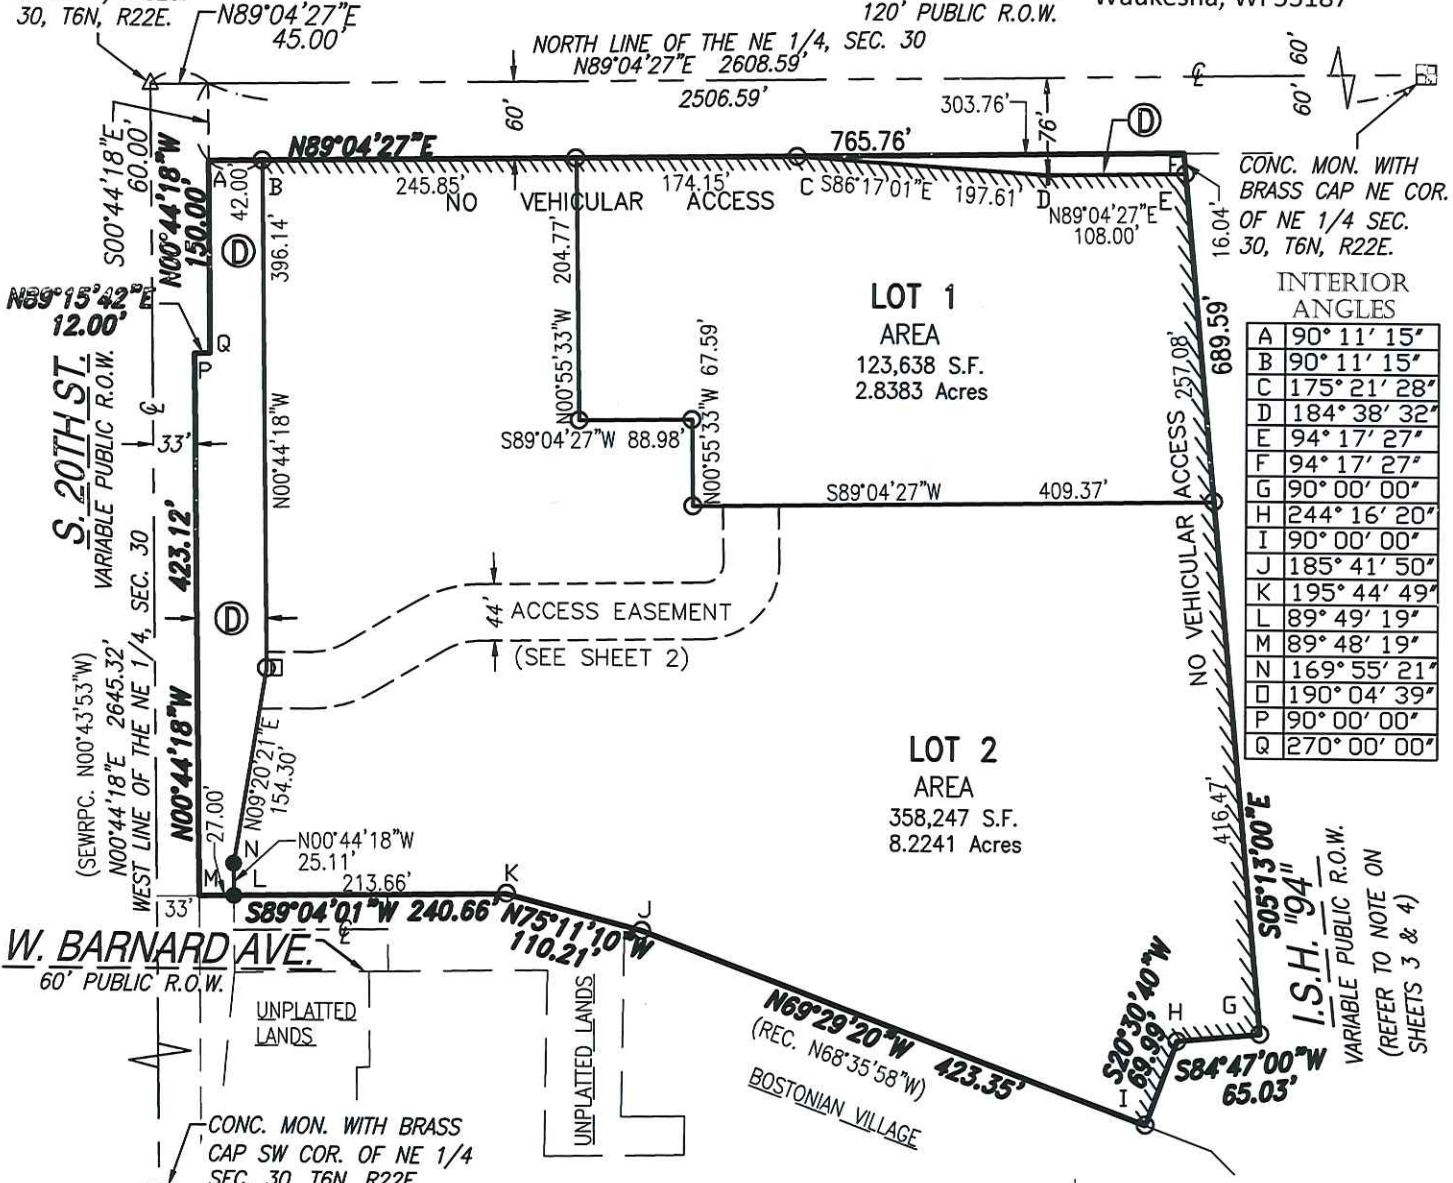 30, T6N, R22E.
N89°04'27"E
45.00'
120' PUBLIC R.O.W.
NORTH LINE OF THE NE 1/4, SEC. 30
N89°04'27"E 2608.59'
2506.59'
60'
303.76'
76'
D
60'
60'
CONC. MON. WITH
BRASS CAP NE COR.
OF NE 1/4 SEC.
30, T6N, R22E.
S00°44'18"E
60.00'
N00°44'18"W
150.00'
N89°04'27"E
765.76'
A
42.00'
B
245.85'
174.15'
C
S86°17'01"E
197.61'
D
N89°04'27"E
108.00'
E
F
16.04'
NO VEHICULAR ACCESS
D
396.14'
N00°55'33"W 204.77'
N89°15'42"E
12.00'
Q
P
LOT 1
AREA
123,638 S.F.
2.8383 Acres
N00°55'33"W 67.59'
S89°04'27"W 88.98'
S89°04'27"W 409.37'
257.08'
689.59'
NO VEHICULAR ACCESS
INTERIOR
ANGLES
A 90° 11' 15"
B 90° 11' 15"
C 175° 21' 28"
D 184° 38' 32"
E 94° 17' 27"
F 94° 17' 27"
G 90° 00' 00"
H 244° 16' 20"
I 90° 00' 00"
J 185° 41' 50"
K 195° 44' 49"
L 89° 49' 19"
M 89° 48' 19"
N 169° 55' 21"
O 190° 04' 39"
P 90° 00' 00"
Q 270° 00' 00"
S. 20TH ST.
VARIABLE PUBLIC R.O.W.
33'
423.12'
N00°44'18"W
N00°44'18"W
(SEWRPC. N00°43'53"W)
N00°44'18"E 2645.32'
WEST LINE OF THE NE 1/4, SEC. 30
D
44'
ACCESS EASEMENT
(SEE SHEET 2)
LOT 2
AREA
358,247 S.F.
8.2241 Acres
416.47'
S05°13'00"E
I.S.H. "94"
VARIABLE PUBLIC R.O.W.
(REFER TO NOTE ON
SHEETS 3 & 4)
N09°20'21"E
154.30'
27.00'
N
N00°44'18"W
25.11'
M
L
213.66'
K
J
33'
S89°04'01"W 240.66'
N75°11'10"W
110.21'
W. BARNARD AVE.
60' PUBLIC R.O.W.
UNPLATTED
LANDS
UNPLATTED LANDS
N69°29'20"W 423.35'
(REC. N68°35'58"W)
BOSTONIAN VILLAGE
S20°30'40"W
69.99'
H
G
I
S84°47'00"W
65.03'
CONC. MON. WITH BRASS
CAP SW COR. OF NE 1/4
SEC. 30, T6N, R22E.